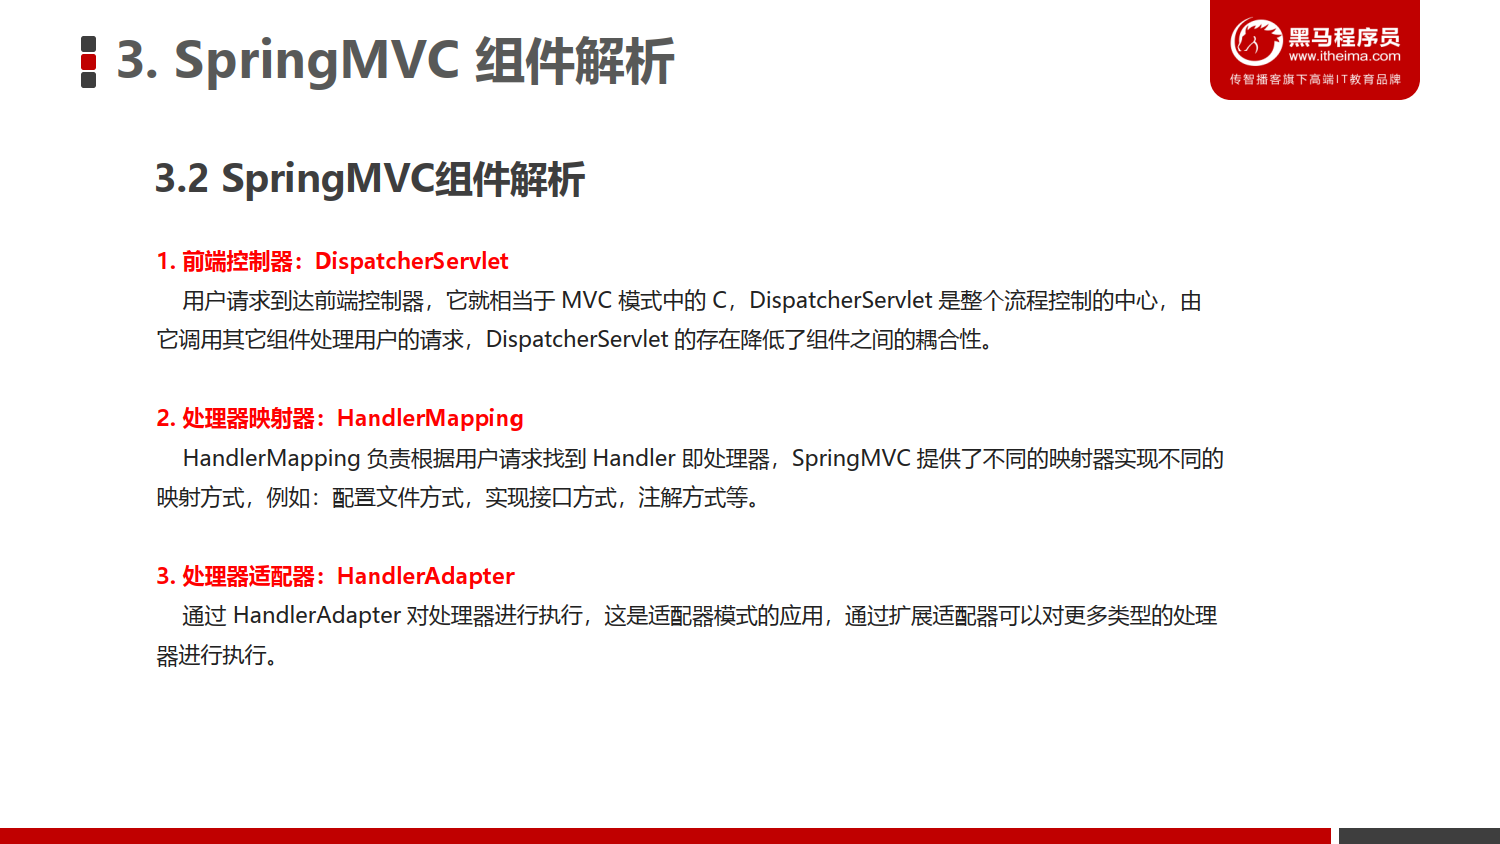 3. SpringMVC 组件解析
黑马程序员
www.itheima.com
传智播客旗下高端IT教育品牌
3.2 SpringMVC组件解析
1. 前端控制器：DispatcherServlet
用户请求到达前端控制器，它就相当于 MVC 模式中的 C，DispatcherServlet 是整个流程控制的中心，由
它调用其它组件处理用户的请求，DispatcherServlet 的存在降低了组件之间的耦合性。
2. 处理器映射器：HandlerMapping
HandlerMapping 负责根据用户请求找到 Handler 即处理器，SpringMVC 提供了不同的映射器实现不同的
映射方式，例如：配置文件方式，实现接口方式，注解方式等。
3. 处理器适配器：HandlerAdapter
通过 HandlerAdapter 对处理器进行执行，这是适配器模式的应用，通过扩展适配器可以对更多类型的处理
器进行执行。